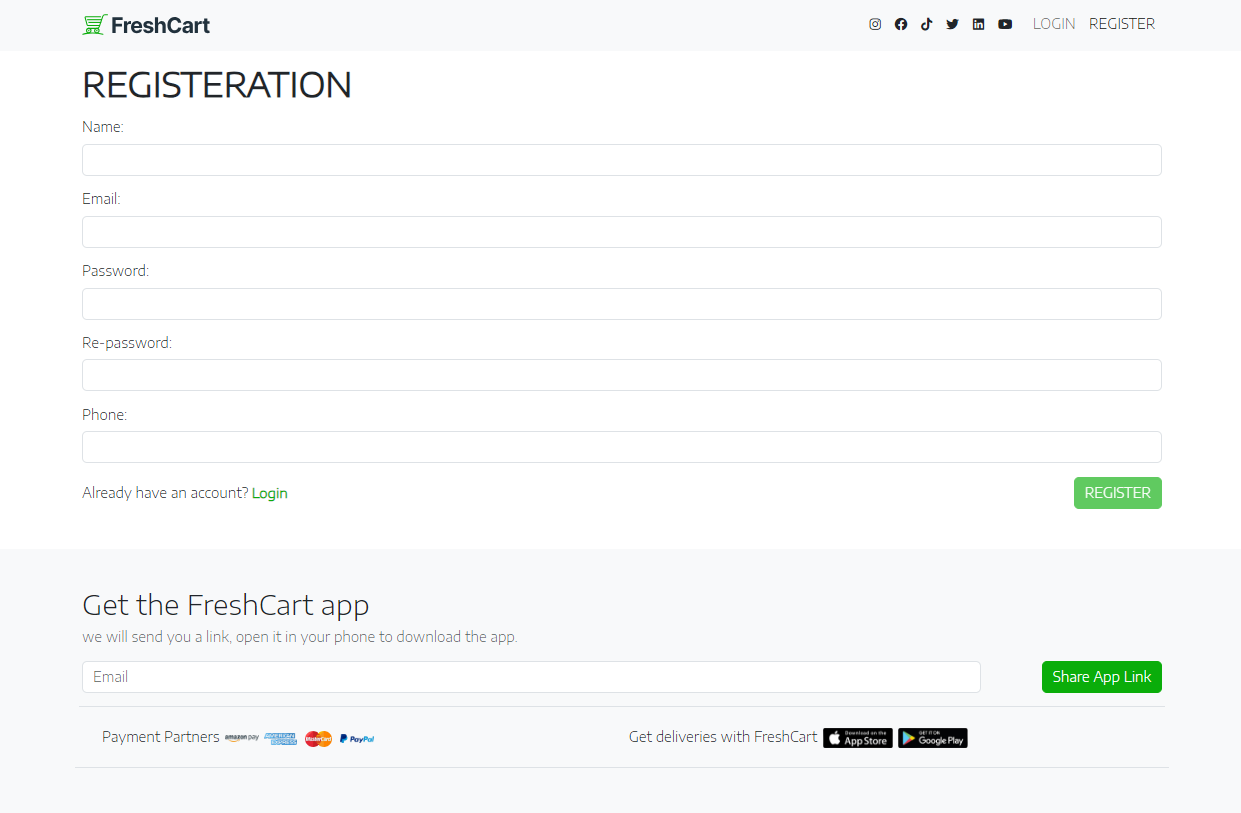 FreshCart
LOGIN REGISTER
REGISTERATION
Name:
Email:
Password:
Re-password:
Phone:
Already have an account? Login
REGISTER
Get the FreshCart app
we will send you a link, open it in your phone to download the app.
Email
Share App Link
Payment Partners amazon pay AMERICAN EXPRESS MasterCard PayPal
Get deliveries with FreshCart Download on the App Store GET IT ON Google Play